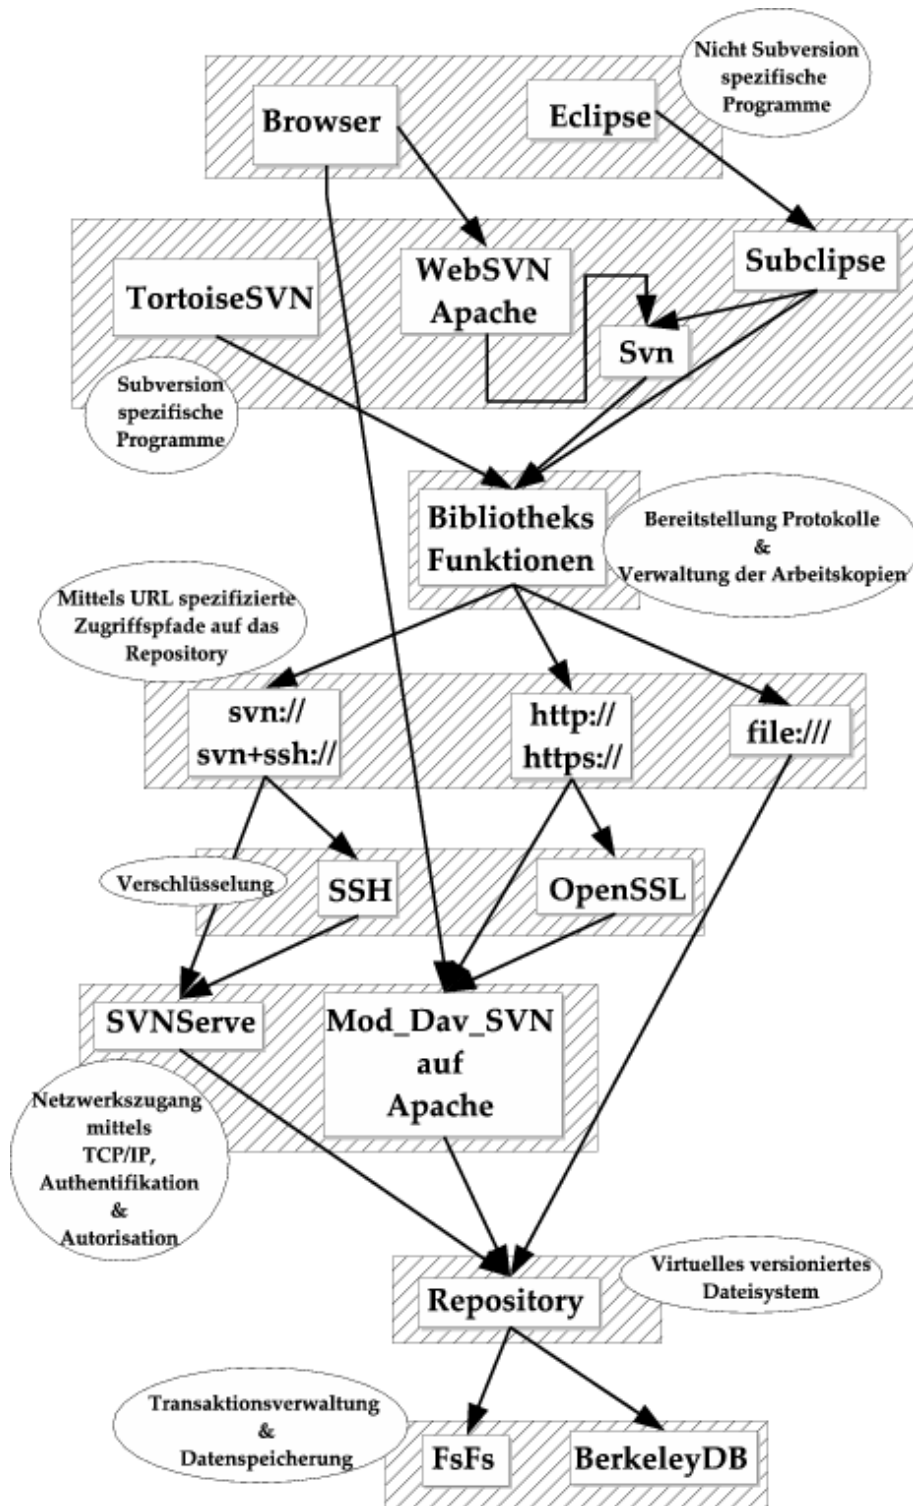 Nicht Subversion
spezifische
Programme
Browser
Eclipse
WebSVN
Apache
Subclipse
TortoiseSVN
Svn
Subversion
spezifische
Programme
Bibliotheks
Funktionen
Bereitstellung Protokolle
&
Verwaltung der Arbeitskopien
Mittels URL spezifizierte
Zugriffspfade auf das
Repository
svn://
svn+ssh://
http://
https://
file:///
Verschlüsselung
SSH
OpenSSL
SVNServe
Mod_Dav_SVN
auf
Apache
Netzwerkszugang
mittels
TCP/IP,
Authentifikation
&
Autorisation
Virtuelles versioniertes
Dateisystem
Repository
Transaktionsverwaltung
&
Datenspeicherung
FsFs
BerkeleyDB